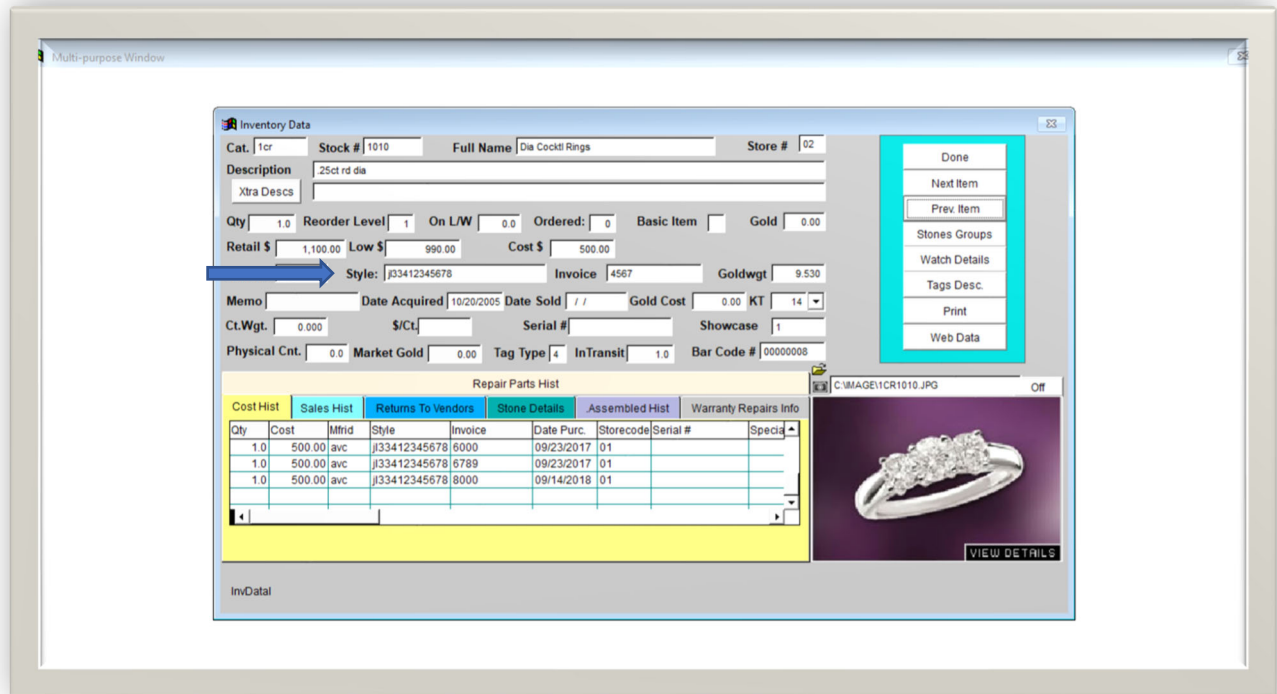 Multi-purpose Window
Inventory Data
Cat. 1cr Stock # 1010 Full Name Dia Cocktl Rings Store # 02
Description .25ct rd dia
Xtra Descs
Qty 1.0 Reorder Level 1 On L/W 0.0 Ordered: 0 Basic Item Gold 0.00
Retail $ 1,100.00 Low $ 990.00 Cost $ 500.00
Style: jl33412345678 Invoice 4567 Goldwgt 9.530
Memo Date Acquired 10/20/2005 Date Sold / / Gold Cost 0.00 KT 14
Ct.Wgt. 0.000 $/Ct. Serial # Showcase 1
Physical Cnt. 0.0 Market Gold 0.00 Tag Type 4 InTransit 1.0 Bar Code # 00000008
Done
Next Item
Prev. Item
Stones Groups
Watch Details
Tags Desc.
Print
Web Data
Repair Parts Hist
Cost Hist Sales Hist Returns To Vendors Stone Details .Assembled Hist Warranty Repairs Info
Qty Cost Mfrid Style Invoice Date Purc. Storecode Serial # Specia
1.0 500.00 avc jl33412345678 6000 09/23/2017 01
1.0 500.00 avc jl33412345678 6789 09/23/2017 01
1.0 500.00 avc jl33412345678 8000 09/14/2018 01
C:\IMAGE\1CR1010.JPG Off
VIEW DETAILS
InvDataI